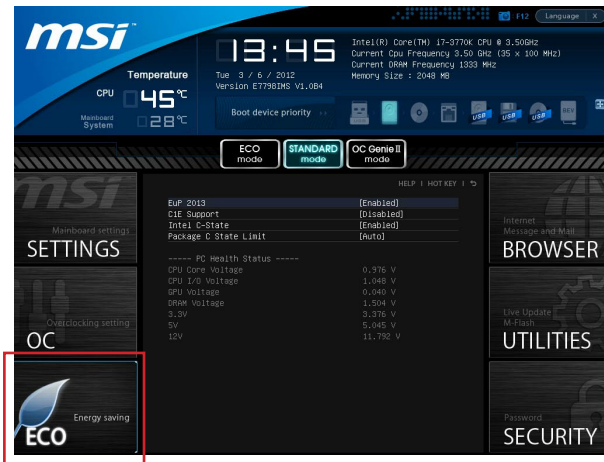 msi
13:45
Tue 3 / 6 / 2012
Version E7798IMS V1.0B4
F12
Language
X
Intel(R) Core(TM) i7-3770K CPU @ 3.50GHz
Current Cpu Frequency 3.50 GHz (35 x 100 MHz)
Current DRAM Frequency 1333 MHz
Memory Size : 2048 MB
Temperature
CPU 45℃
Mainboard
System 28℃
Boot device priority
USB USB USB BEV
ECO
mode
STANDARD
mode
OC Genie II
mode
HELP | HOT KEY |
msi
Mainboard settings
SETTINGS
Overclocking setting
OC
Energy saving
ECO
EuP 2013 [Enabled]
C1E Support [Disabled]
Intel C-State [Enabled]
Package C State Limit [Auto]
----- PC Health Status -----
CPU Core Voltage 0.976 V
CPU I/O Voltage 1.048 V
GPU Voltage 0.040 V
DRAM Voltage 1.504 V
3.3V 3.376 V
5V 5.045 V
12V 11.792 V
Internet
Message and Mail
BROWSER
Live Update
M-Flash
UTILITIES
Password
SECURITY